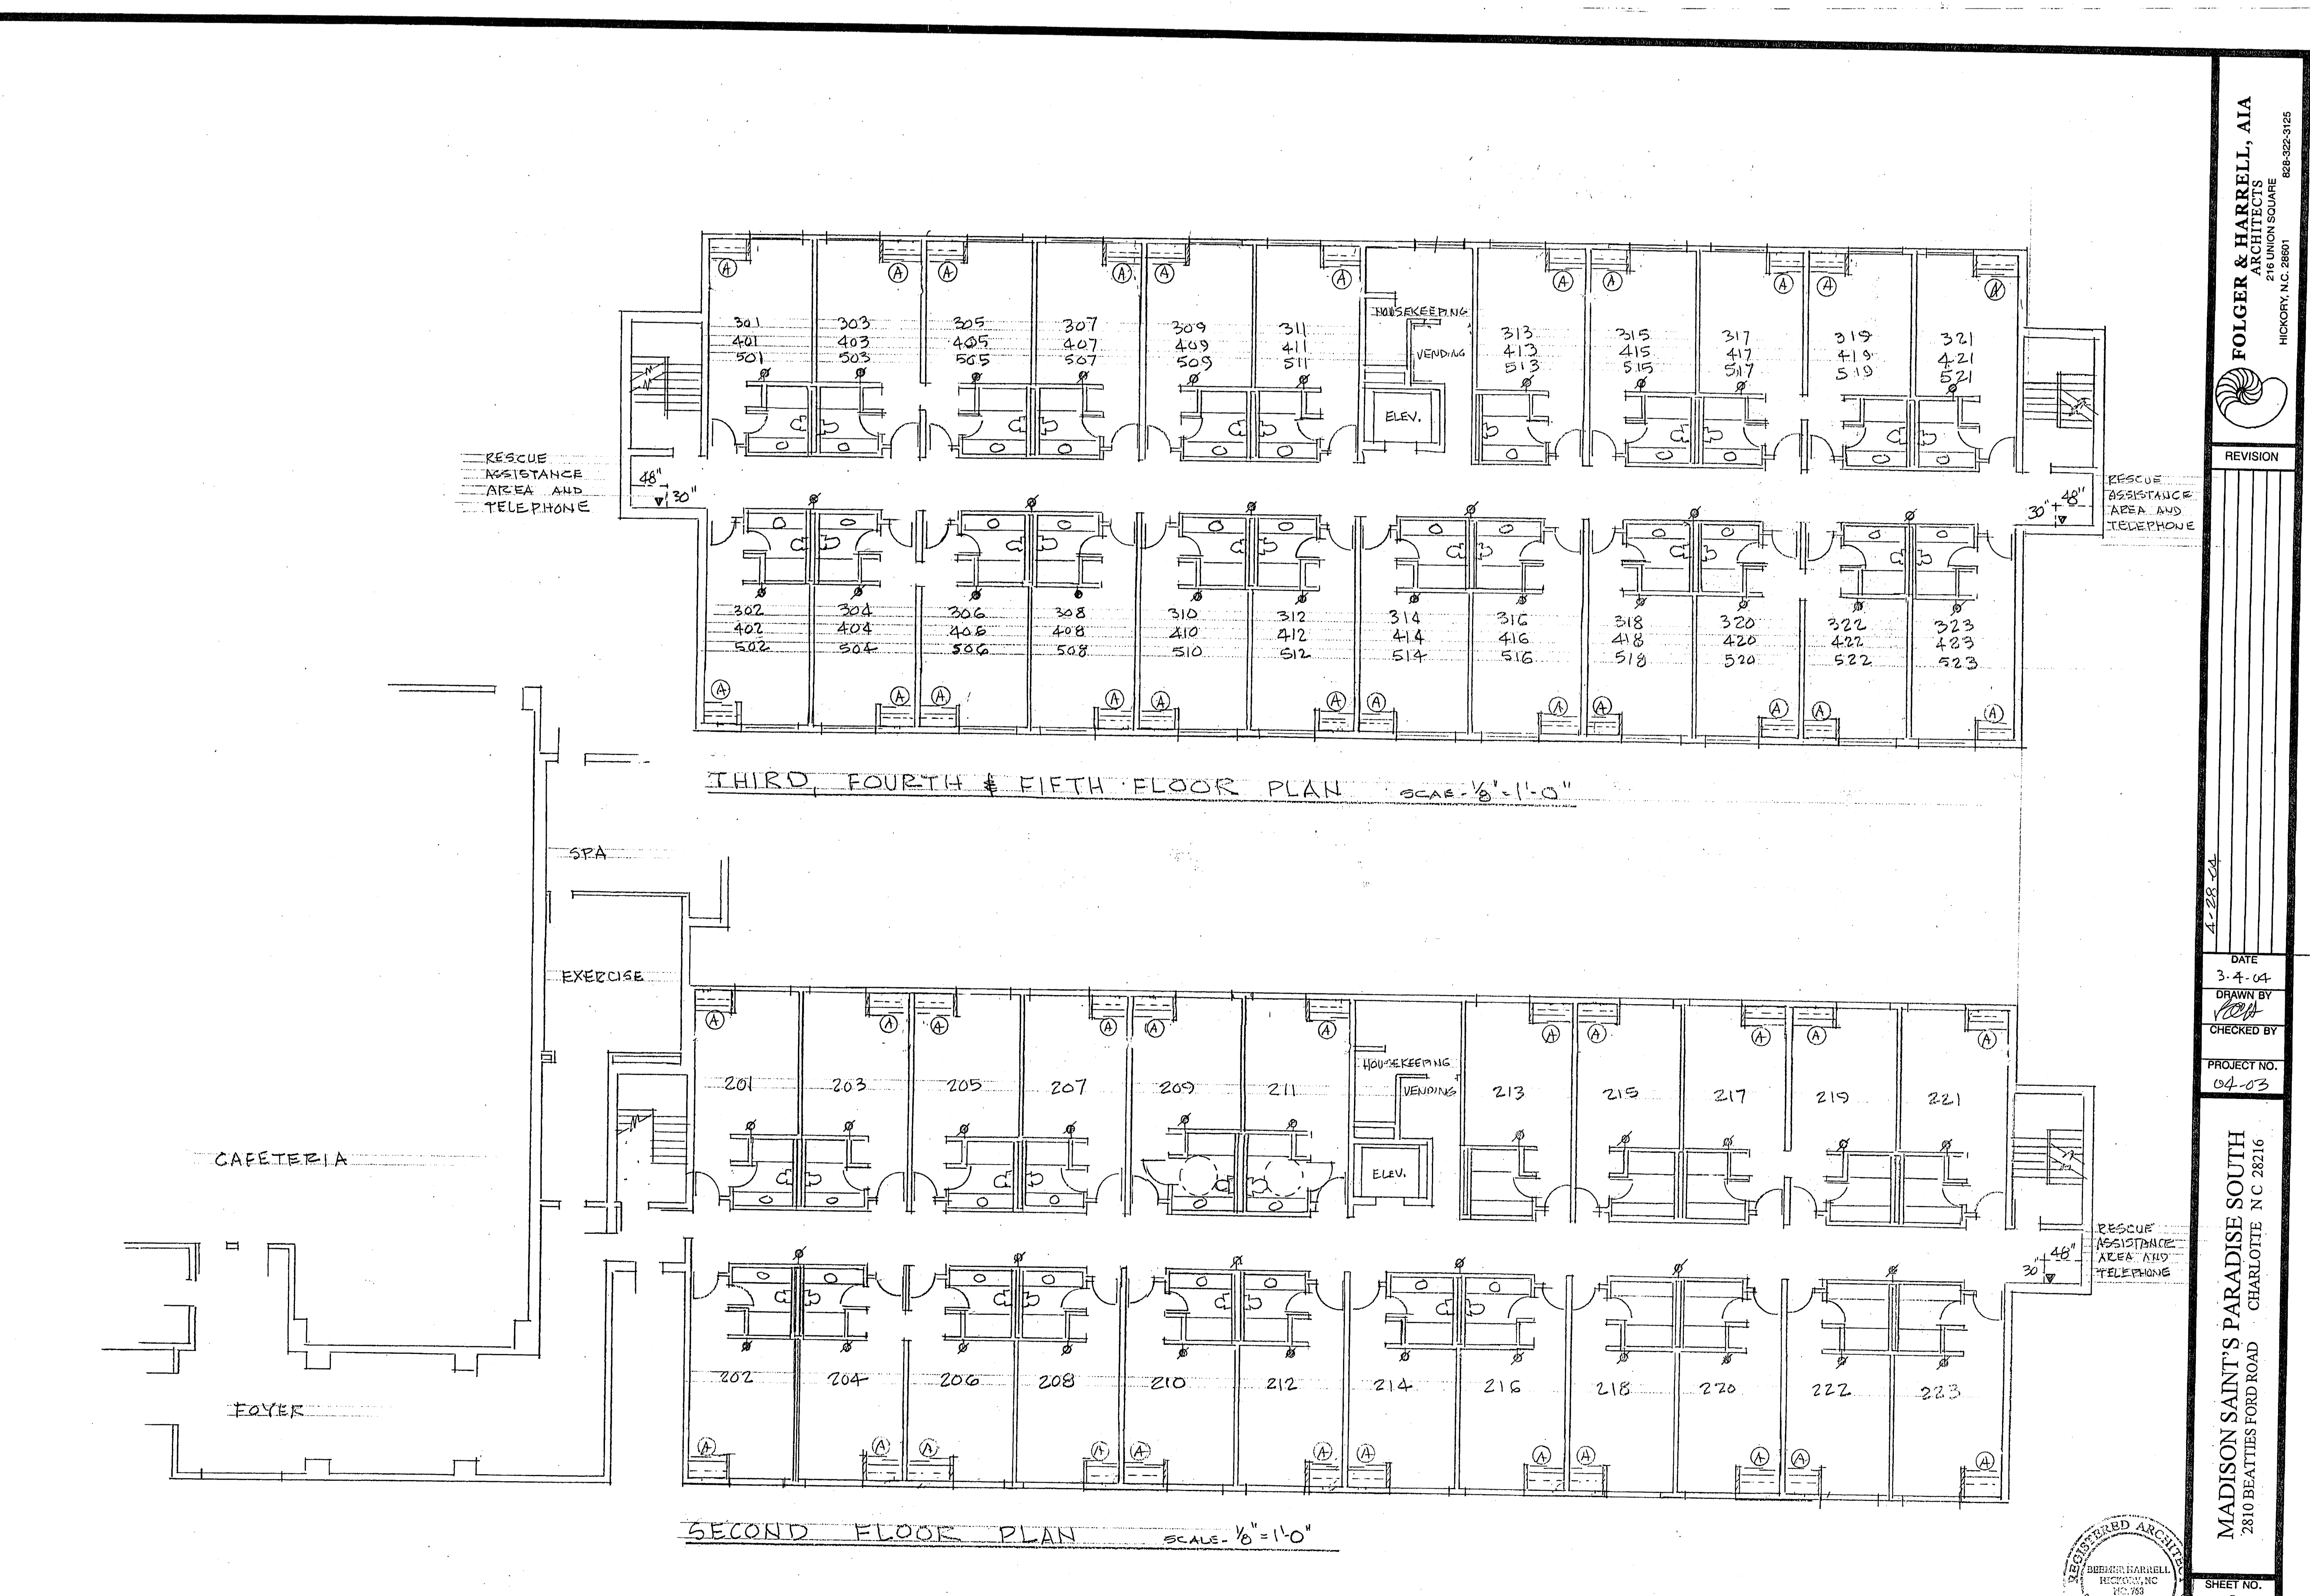 Ⓐ Ⓐ Ⓐ Ⓐ Ⓐ Ⓐ Ⓐ Ⓐ Ⓐ Ⓐ Ⓐ
HOUSEKEEPING
301 303 305 307 309 311 313 315 317 319 321
401 403 405 407 409 411 VENDING 413 415 417 419 421
501 503 505 507 509 511 513 515 517 519 521
ELEV.
RESCUE
ASSISTANCE
AREA AND
TELEPHONE
48"
30"
RESCUE
ASSISTANCE
AREA AND
TELEPHONE
48"
30"
302 304 306 308 310 312 314 316 318 320 322 323
402 404 406 408 410 412 414 416 418 420 422 423
502 504 506 508 510 512 514 516 518 520 522 523
Ⓐ Ⓐ Ⓐ Ⓐ Ⓐ Ⓐ Ⓐ Ⓐ Ⓐ Ⓐ Ⓐ Ⓐ
THIRD, FOURTH & FIFTH FLOOR PLAN SCAE-1/8"=1'-0"
SPA
EXERCISE
CAFETERIA
FOYER
Ⓐ Ⓐ Ⓐ Ⓐ Ⓐ Ⓐ Ⓐ Ⓐ Ⓐ Ⓐ Ⓐ
HOUSEKEEPING
201 203 205 207 209 211 VENDING 213 215 217 219 221
ELEV.
RESCUE
ASSISTANCE
AREA AND
TELEPHONE
48"
30"
202 204 206 208 210 212 214 216 218 220 222 223
Ⓐ Ⓐ Ⓐ Ⓐ Ⓐ Ⓐ Ⓐ Ⓐ Ⓐ Ⓐ Ⓐ Ⓐ
SECOND FLOOR PLAN SCALE-1/8"=1'-0"
FOLGER & HARRELL, AIA
ARCHITECTS
216 UNION SQUARE
HICKORY, N.C. 28601 828-322-3125
REVISION
4-28-04
DATE
3-4-04
DRAWN BY
CHECKED BY
PROJECT NO.
04-03
MADISON SAINT'S PARADISE SOUTH
2810 BEATTIES FORD ROAD CHARLOTTE NC 28216
REGISTERED ARCHITECT
HARRELL
HICKORY, NC
NO. 763
SHEET NO.